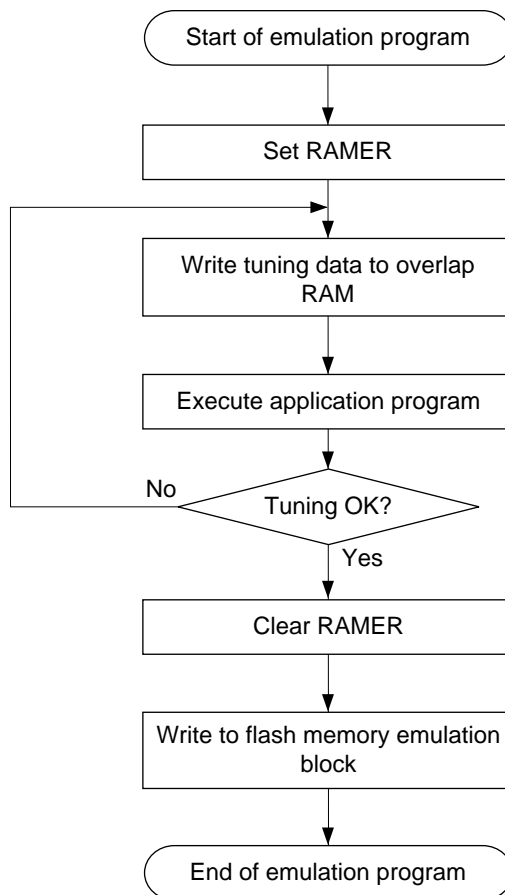 Start of emulation program
Set RAMER
Write tuning data to overlap
RAM
Execute application program
No
Tuning OK?
Yes
Clear RAMER
Write to flash memory emulation
block
End of emulation program